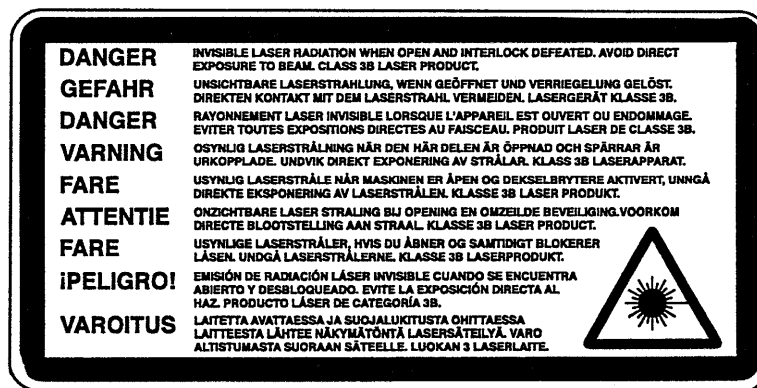 DANGER INVISIBLE LASER RADIATION WHEN OPEN AND INTERLOCK DEFEATED. AVOID DIRECT
EXPOSURE TO BEAM. CLASS 3B LASER PRODUCT.
GEFAHR UNSICHTBARE LASERSTRAHLUNG, WENN GEÖFFNET UND VERRIEGELUNG GELÖST.
DIREKTEN KONTAKT MIT DEM LASERSTRAHL VERMEIDEN. LASERGERÄT KLASSE 3B.
DANGER RAYONNEMENT LASER INVISIBLE LORSQUE L'APPAREIL EST OUVERT OU ENDOMMAGE.
EVITER TOUTES EXPOSITIONS DIRECTES AU FAISCEAU. PRODUIT LASER DE CLASSE 3B.
VARNING OSYNLIG LASERSTRÅLNING NÄR DEN HÄR DELEN ÄR ÖPPNAD OCH SPÄRRAR ÄR
URKOPPLADE. UNDVIK DIREKT EXPONERING AV STRÅLAR. KLASS 3B LASERAPPARAT.
FARE USYNLIG LASERSTRÅLE NÅR MASKINEN ER ÅPEN OG DEKSELBRYTERE AKTIVERT, UNNGÅ
DIREKTE EKSPONERING AV LASERSTRÅLEN. KLASSE 3B LASER PRODUKT.
ATTENTIE ONZICHTBARE LASER STRALING BIJ OPENING EN OMZEILDE BEVEILIGING.VOORKOM
DIRECTE BLOOTSTELLING AAN STRAAL. KLASSE 3B LASER PRODUCT.
FARE USYNLIGE LASERSTRÅLER, HVIS DU ÅBNER OG SAMTIDIGT BLOKERER
LÅSEN. UNDGÅ LASERSTRÅLERNE. KLASSE 3B LASERPRODUKT.
¡PELIGRO! EMISIÓN DE RADIACIÓN LÁSER INVISIBLE CUANDO SE ENCUENTRA
ABIERTO Y DESBLOQUEADO. EVITE LA EXPOSICIÓN DIRECTA AL
HAZ. PRODUCTO LÁSER DE CATEGORÍA 3B.
VAROITUS LAITETTA AVATTAESSA JA SUOJALUKITUSTA OHITTAESSA
LAITTEESTA LÄHTEE NÄKYMÄTÖNTÄ LASERSÄTEILYÄ. VARO
ALTISTUMASTA SUORAAN SÄTEELLE. LUOKAN 3 LASERLAITE.